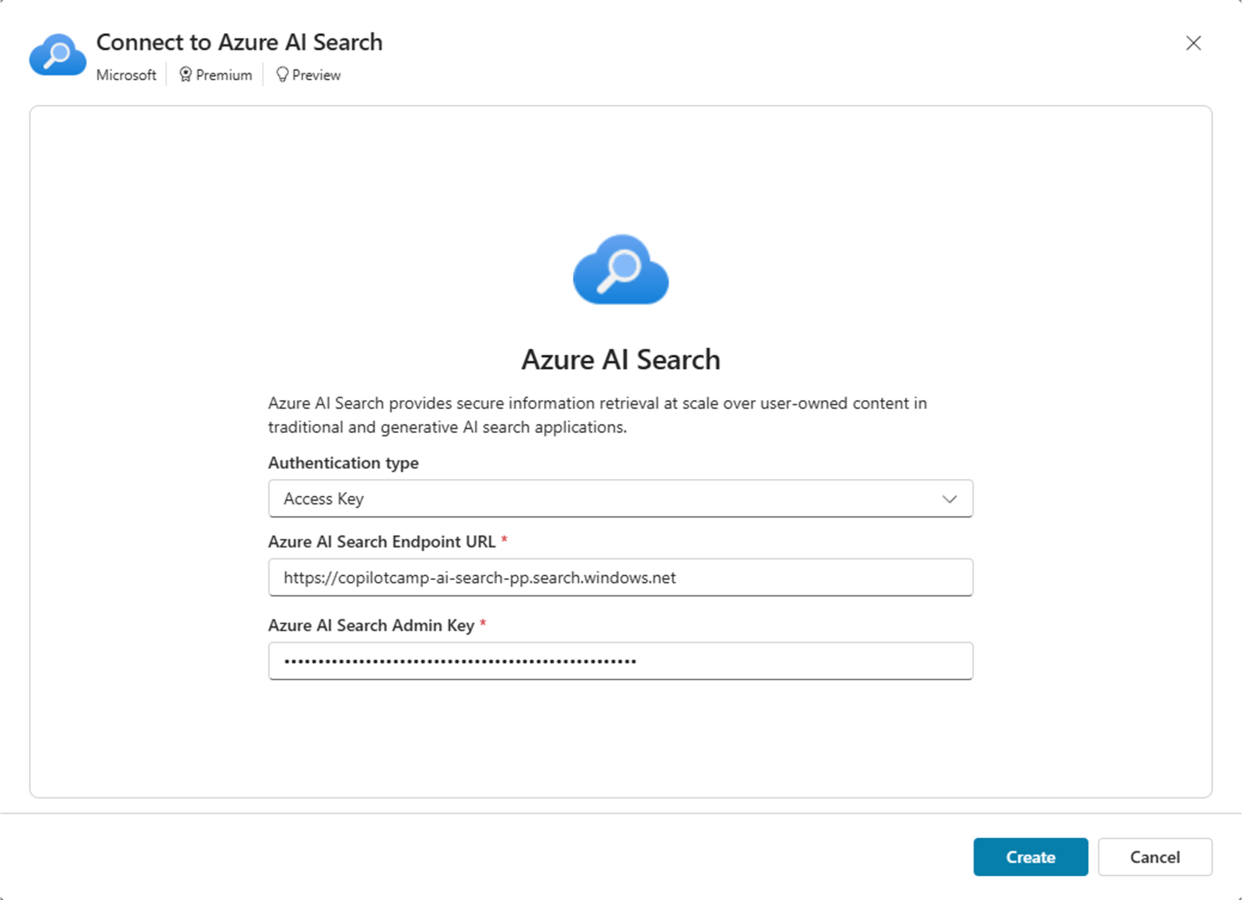 Connect to Azure AI Search
Microsoft Premium Preview
Azure AI Search
Azure AI Search provides secure information retrieval at scale over user-owned content in
traditional and generative AI search applications.
Authentication type
Access Key
Azure AI Search Endpoint URL *
https://copilotcamp-ai-search-pp.search.windows.net
Azure AI Search Admin Key *
••••••••••••••••••••••••••••••••••••••••••••••••••••
Create Cancel